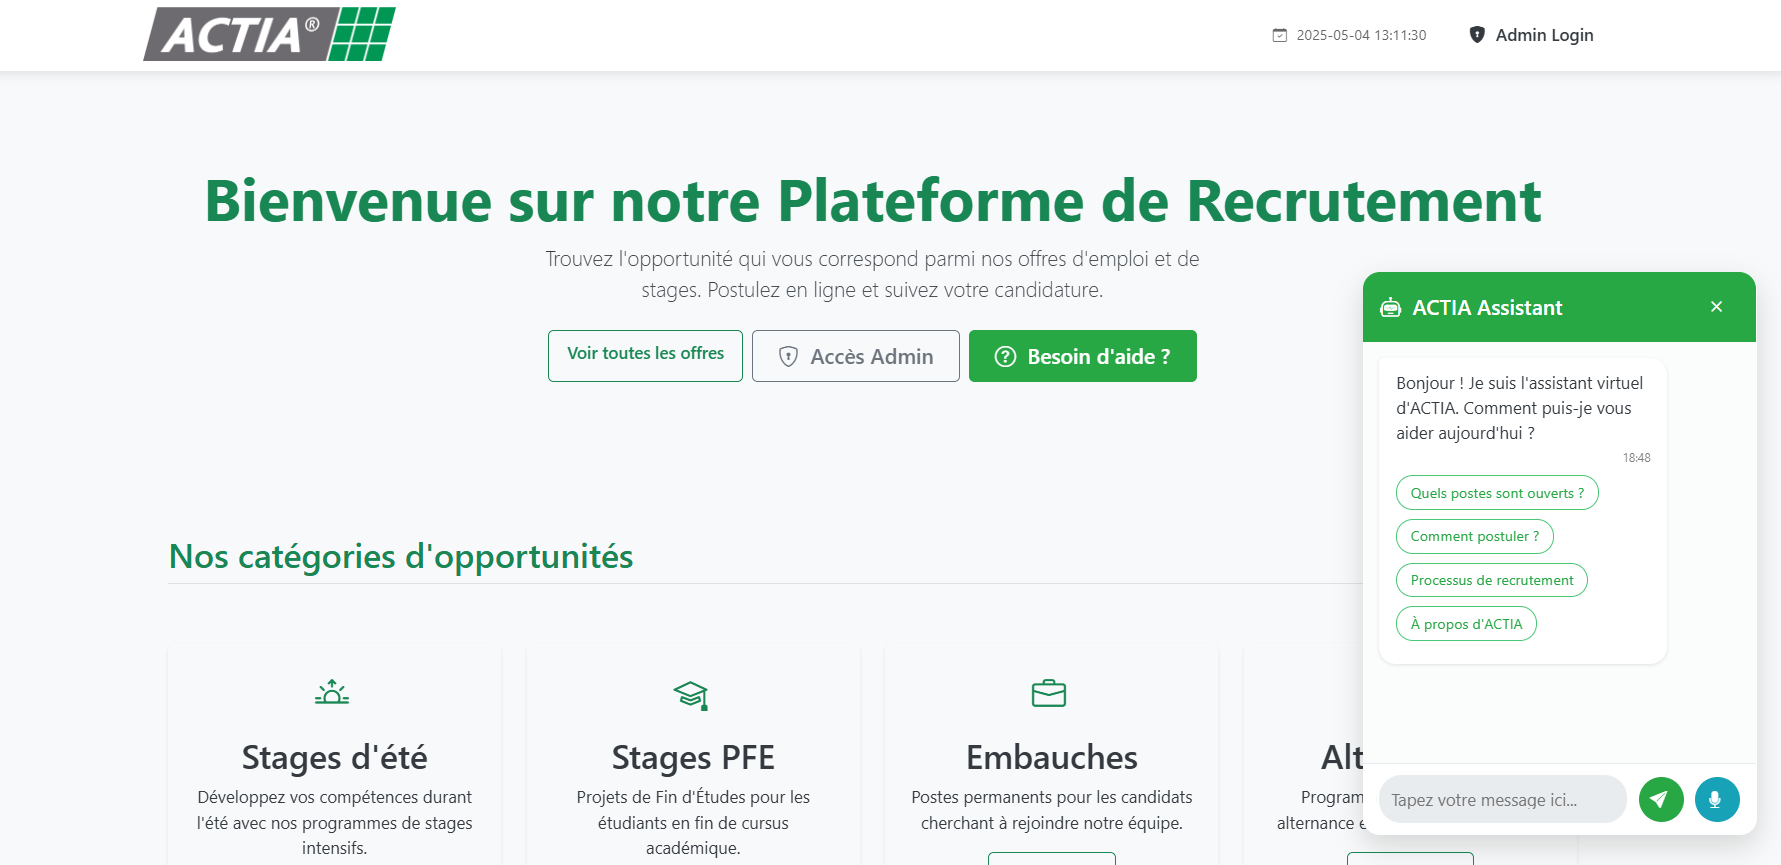 ACTIA®
2025-05-04 13:11:30
Admin Login
Bienvenue sur notre Plateforme de Recrutement
Trouvez l'opportunité qui vous correspond parmi nos offres d'emploi et de
stages. Postulez en ligne et suivez votre candidature.
Voir toutes les offres
Accès Admin
Besoin d'aide ?
Nos catégories d'opportunités
Stages d'été
Développez vos compétences durant
l'été avec nos programmes de stages
intensifs.
Stages PFE
Projets de Fin d'Études pour les
étudiants en fin de cursus
académique.
Embauches
Postes permanents pour les candidats
cherchant à rejoindre notre équipe.
Alt
Program
alternance e
ACTIA Assistant
Bonjour ! Je suis l'assistant virtuel
d'ACTIA. Comment puis-je vous
aider aujourd'hui ?
18:48
Quels postes sont ouverts ?
Comment postuler ?
Processus de recrutement
À propos d'ACTIA
Tapez votre message ici...